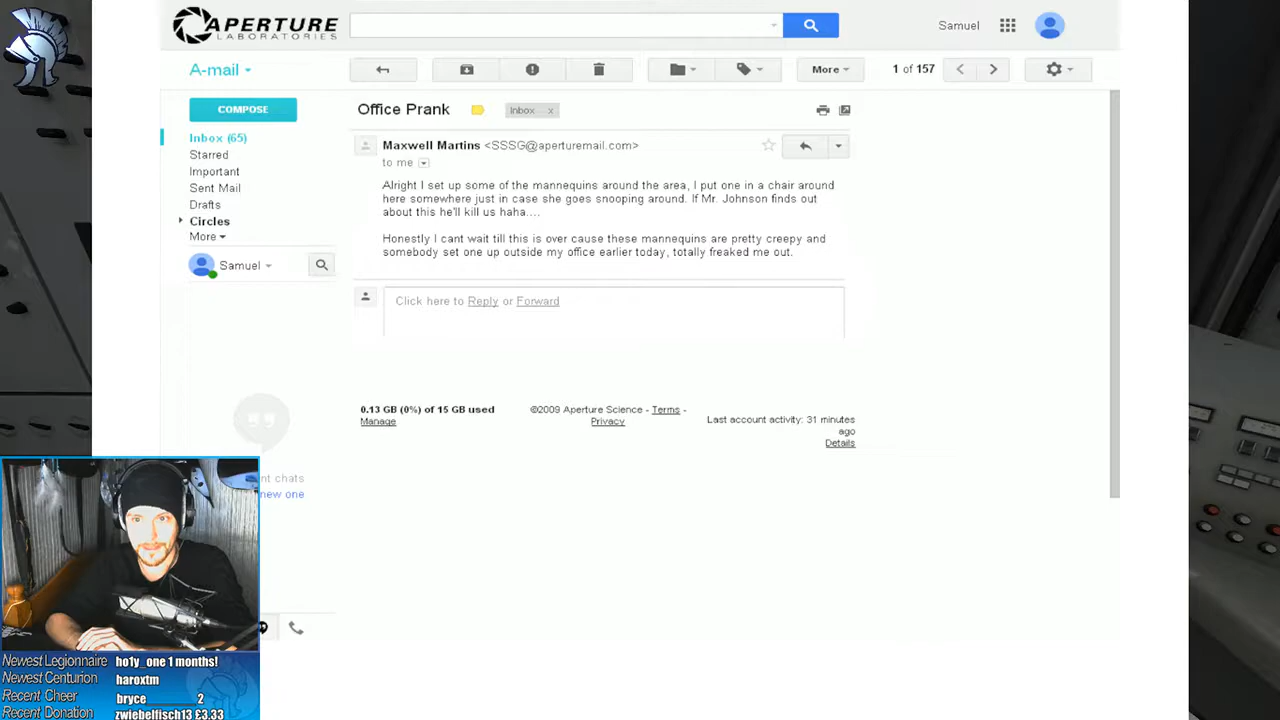 APERTURE
LABORATORIES
Samuel
A-mail
More
1 of 157
COMPOSE
Office Prank
Inbox x
Inbox (65)
Starred
Important
Sent Mail
Drafts
Circles
More
Samuel
Maxwell Martins <SSSG@aperturemail.com>
to me
Alright I set up some of the mannequins around the area, I put one in a chair around
here somewhere just in case she goes snooping around. If Mr. Johnson finds out
about this he'll kill us haha....
Honestly I cant wait till this is over cause these mannequins are pretty creepy and
somebody set one up outside my office earlier today, totally freaked me out.
Click here to Reply or Forward
0.13 GB (0%) of 15 GB used
Manage
©2009 Aperture Science - Terms -
Privacy
Last account activity: 31 minutes
ago
Details
nt chats
new one
Newest Legionnaire ho1y_one 1 months!
Newest Centurion haroxtm
Recent Cheer bryce______2
Recent Donation zwiebelfisch13 £3.33